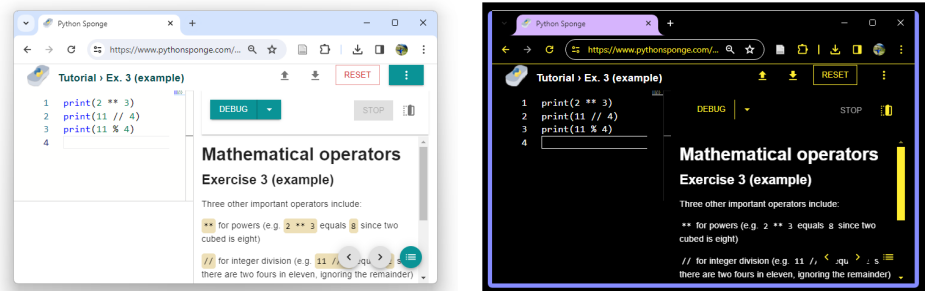 Python Sponge
https://www.pythonsponge.com/...
Tutorial › Ex. 3 (example)
RESET
1 print(2 ** 3)
2 print(11 // 4)
3 print(11 % 4)
4
DEBUG
STOP
Mathematical operators
Exercise 3 (example)
Three other important operators include:
** for powers (e.g. 2 ** 3 equals 8 since two
cubed is eight)
// for integer division (e.g. 11 //
there are two fours in eleven, ignoring the remainder)
Python Sponge
https://www.pythonsponge.com/...
Tutorial › Ex. 3 (example)
RESET
1 print(2 ** 3)
2 print(11 // 4)
3 print(11 % 4)
4
DEBUG
STOP
Mathematical operators
Exercise 3 (example)
Three other important operators include:
** for powers (e.g. 2 ** 3 equals 8 since two
cubed is eight)
// for integer division (e.g. 11 /
there are two fours in eleven, ignoring the remainder)